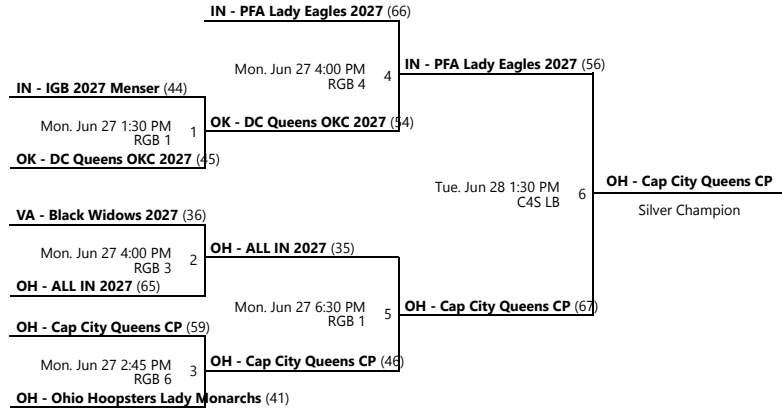 IN - PFA Lady Eagles 2027 (66)
Mon. Jun 27 4:00 PM
RGB 4
4
IN - PFA Lady Eagles 2027 (56)
IN - IGB 2027 Menser (44)
Mon. Jun 27 1:30 PM
RGB 1
1
OK - DC Queens OKC 2027 (54)
OK - DC Queens OKC 2027 (45)
Tue. Jun 28 1:30 PM
C4S LB
6
OH - Cap City Queens CP
Silver Champion
VA - Black Widows 2027 (36)
Mon. Jun 27 4:00 PM
RGB 3
2
OH - ALL IN 2027 (35)
OH - ALL IN 2027 (65)
Mon. Jun 27 6:30 PM
RGB 1
5
OH - Cap City Queens CP (67)
OH - Cap City Queens CP (59)
Mon. Jun 27 2:45 PM
RGB 6
3
OH - Cap City Queens CP (46)
OH - Ohio Hoopsters Lady Monarchs (41)